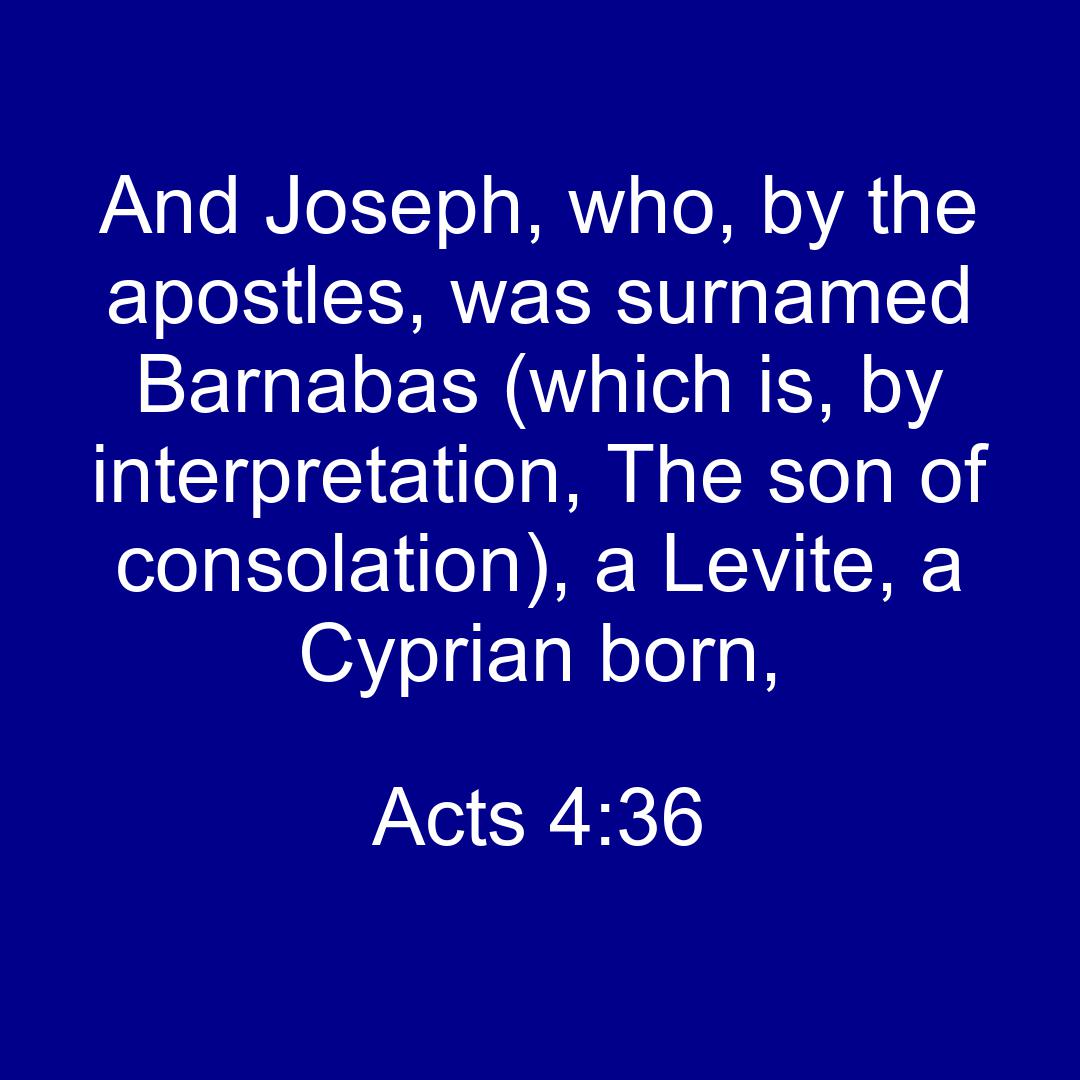 And Joseph, who, by the
apostles, was surnamed
Barnabas (which is, by
interpretation, The son of
consolation), a Levite, a
Cyprian born,
Acts 4:36